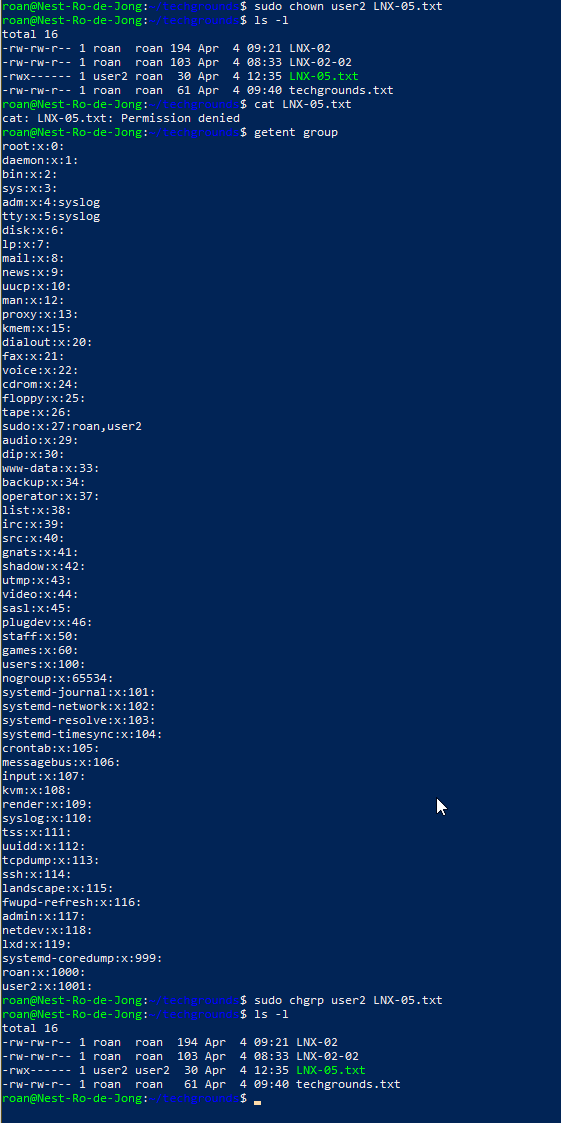 roan@Nest-Ro-de-Jong:~/techgrounds$ sudo chown user2 LNX-05.txt
roan@Nest-Ro-de-Jong:~/techgrounds$ ls -l
total 16
-rw-rw-r-- 1 roan  roan 194 Apr  4 09:21 LNX-02
-rw-rw-r-- 1 roan  roan 103 Apr  4 08:33 LNX-02-02
-rwx------ 1 user2 roan  30 Apr  4 12:35 LNX-05.txt
-rw-rw-r-- 1 roan  roan  61 Apr  4 09:40 techgrounds.txt
roan@Nest-Ro-de-Jong:~/techgrounds$ cat LNX-05.txt
cat: LNX-05.txt: Permission denied
roan@Nest-Ro-de-Jong:~/techgrounds$ getent group
root:x:0:
daemon:x:1:
bin:x:2:
sys:x:3:
adm:x:4:syslog
tty:x:5:syslog
disk:x:6:
lp:x:7:
mail:x:8:
news:x:9:
uucp:x:10:
man:x:12:
proxy:x:13:
kmem:x:15:
dialout:x:20:
fax:x:21:
voice:x:22:
cdrom:x:24:
floppy:x:25:
tape:x:26:
sudo:x:27:roan,user2
audio:x:29:
dip:x:30:
www-data:x:33:
backup:x:34:
operator:x:37:
list:x:38:
irc:x:39:
src:x:40:
gnats:x:41:
shadow:x:42:
utmp:x:43:
video:x:44:
sasl:x:45:
plugdev:x:46:
staff:x:50:
games:x:60:
users:x:100:
nogroup:x:65534:
systemd-journal:x:101:
systemd-network:x:102:
systemd-resolve:x:103:
systemd-timesync:x:104:
crontab:x:105:
messagebus:x:106:
input:x:107:
kvm:x:108:
render:x:109:
syslog:x:110:
tss:x:111:
uuidd:x:112:
tcpdump:x:113:
ssh:x:114:
landscape:x:115:
fwupd-refresh:x:116:
admin:x:117:
netdev:x:118:
lxd:x:119:
systemd-coredump:x:999:
roan:x:1000:
user2:x:1001:
roan@Nest-Ro-de-Jong:~/techgrounds$ sudo chgrp user2 LNX-05.txt
roan@Nest-Ro-de-Jong:~/techgrounds$ ls -l
total 16
-rw-rw-r-- 1 roan  roan  194 Apr  4 09:21 LNX-02
-rw-rw-r-- 1 roan  roan  103 Apr  4 08:33 LNX-02-02
-rwx------ 1 user2 user2  30 Apr  4 12:35 LNX-05.txt
-rw-rw-r-- 1 roan  roan   61 Apr  4 09:40 techgrounds.txt
roan@Nest-Ro-de-Jong:~/techgrounds$